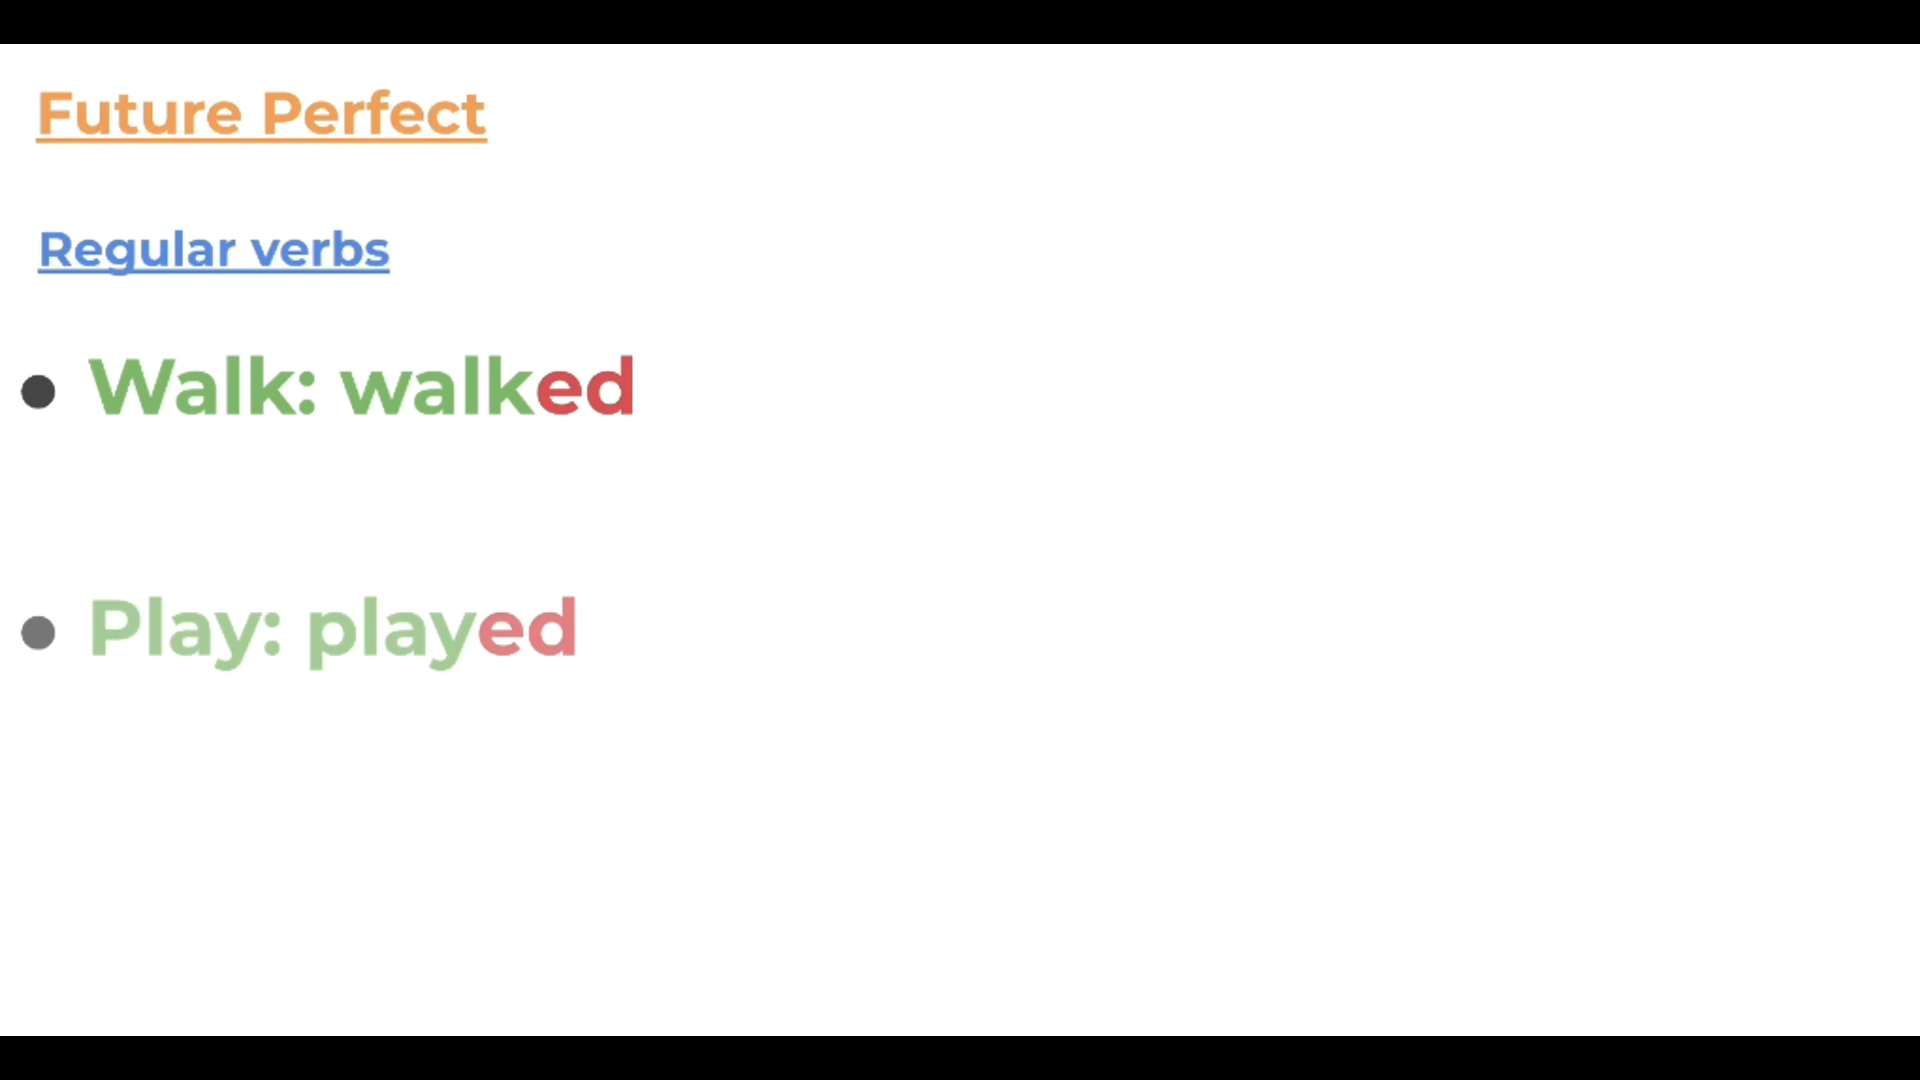 Future Perfect
Regular verbs
● Walk: walked
● Play: played